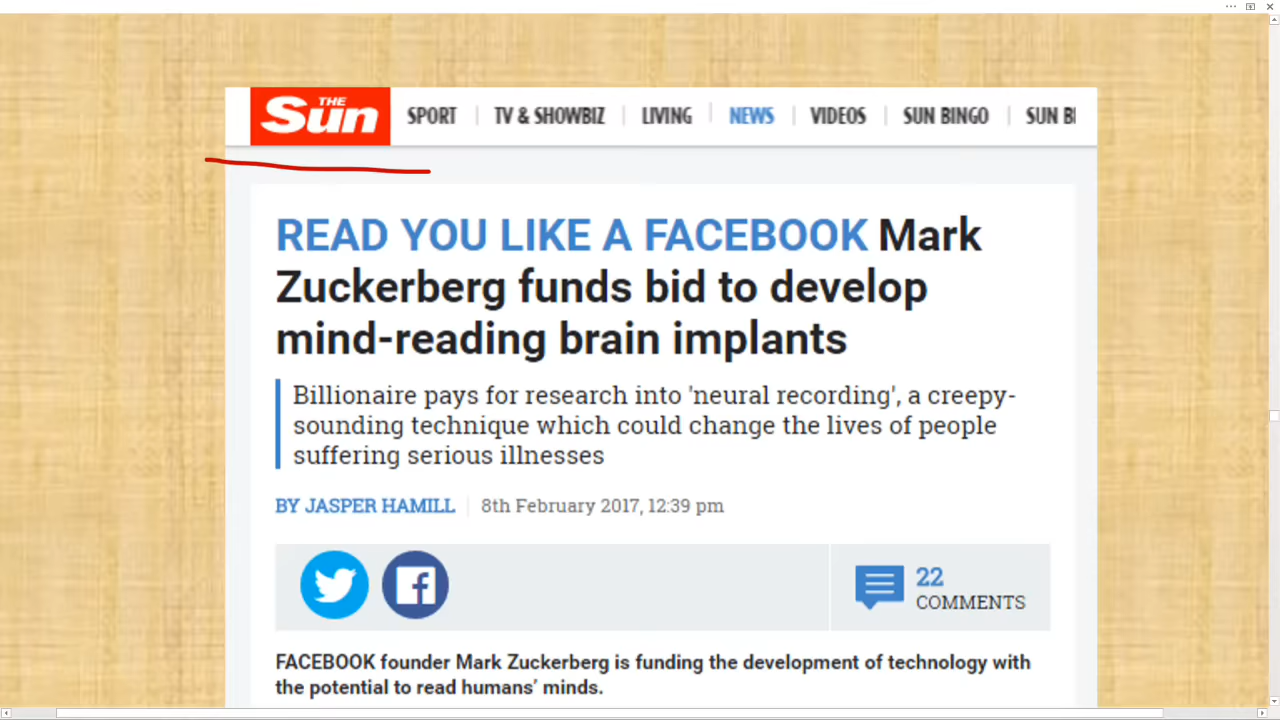 THE Sun SPORT TV & SHOWBIZ LIVING NEWS VIDEOS SUN BINGO SUN BI
READ YOU LIKE A FACEBOOK Mark
Zuckerberg funds bid to develop
mind-reading brain implants
Billionaire pays for research into 'neural recording', a creepy-
sounding technique which could change the lives of people
suffering serious illnesses
BY JASPER HAMILL 8th February 2017, 12:39 pm
22
COMMENTS
FACEBOOK founder Mark Zuckerberg is funding the development of technology with
the potential to read humans’ minds.